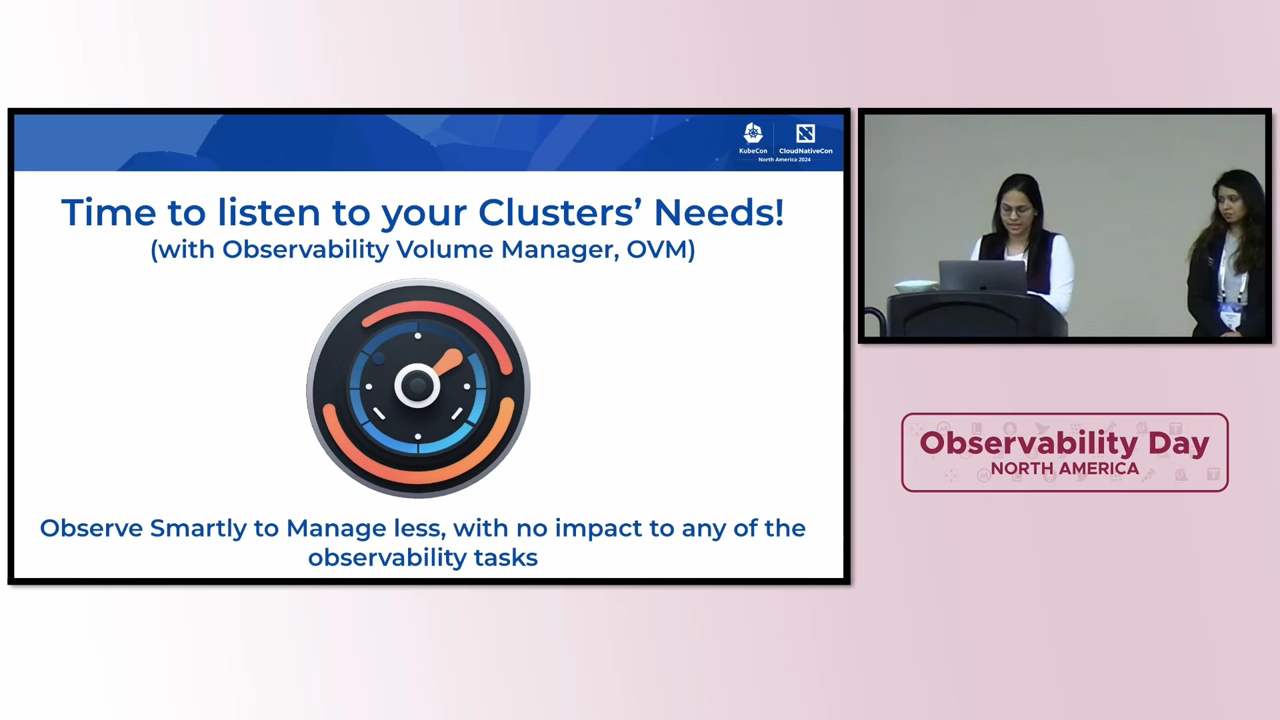 KubeCon
CloudNativeCon
North America 2024
Time to listen to your Clusters’ Needs!
(with Observability Volume Manager, OVM)
Observe Smartly to Manage less, with no impact to any of the
observability tasks
Observability Day
NORTH AMERICA